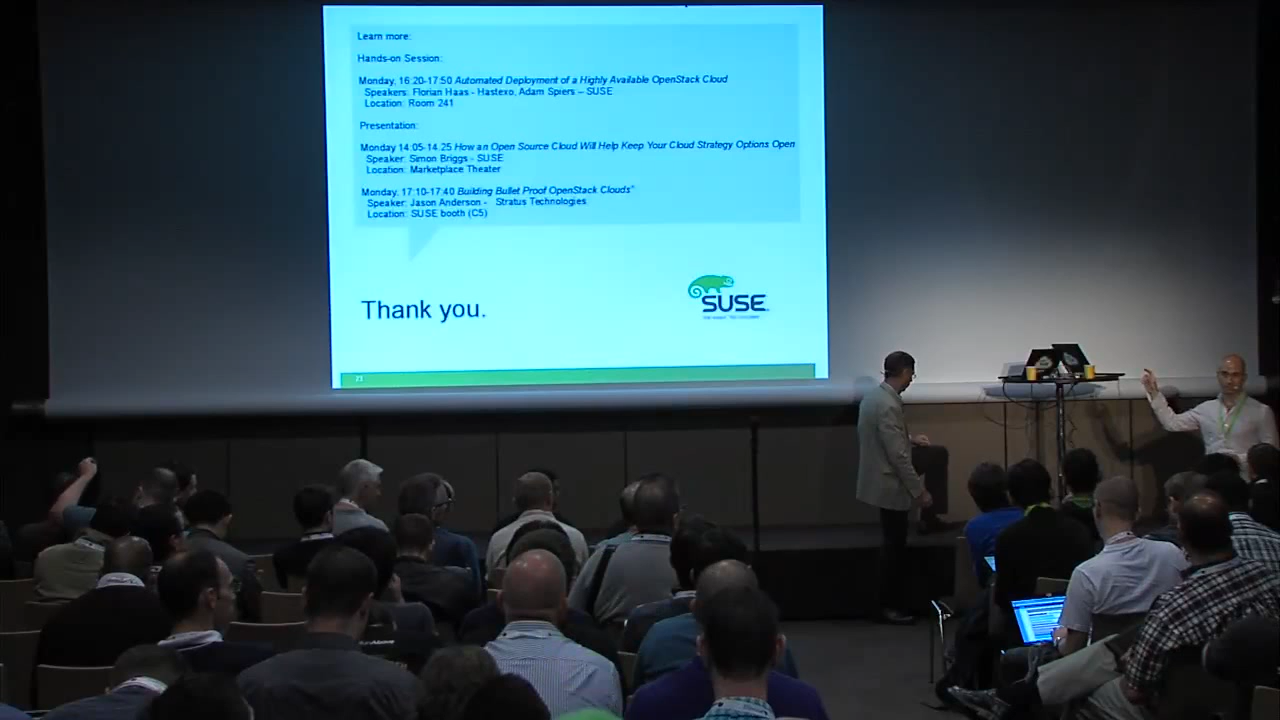 Learn more:
Hands-on Session:
Monday, 16:20-17:50 Automated Deployment of a Highly Available OpenStack Cloud
Speakers: Florian Haas - Hastexo, Adam Spiers – SUSE
Location: Room 241
Presentation:
Monday 14:05-14.25 How an Open Source Cloud Will Help Keep Your Cloud Strategy Options Open
Speaker: Simon Briggs - SUSE
Location: Marketplace Theater
Monday, 17:10-17:40 Building Bullet Proof OpenStack Clouds"
Speaker: Jason Anderson - Stratus Technologies
Location: SUSE booth (C5)
Thank you.
SUSE